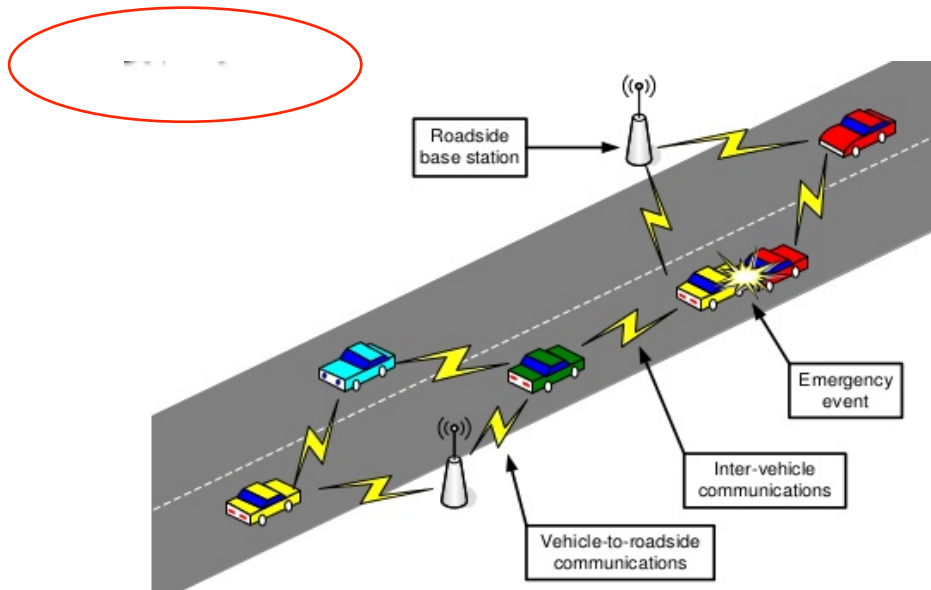 Roadside
base station
Emergency
event
Inter-vehicle
communications
Vehicle-to-roadside
communications